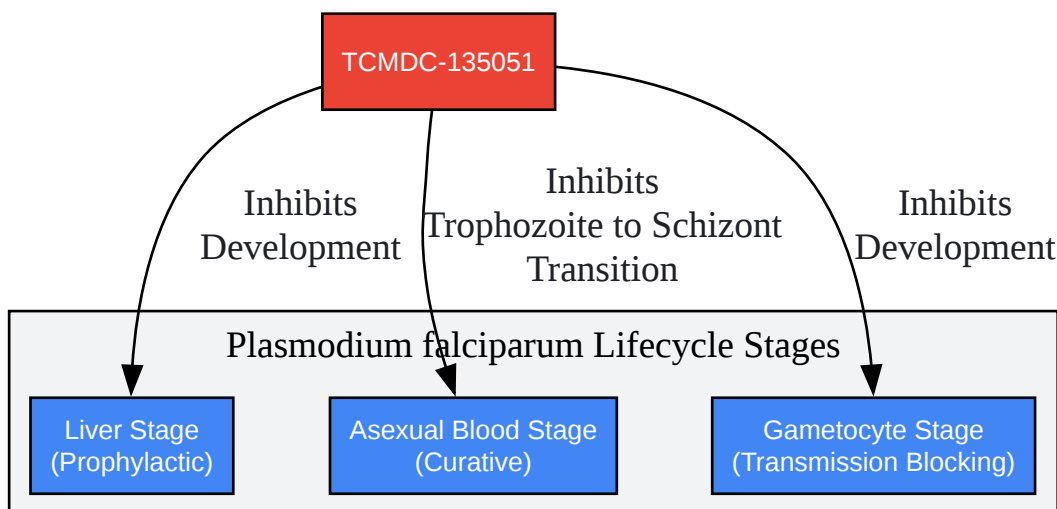 TCMDC-135051
Inhibits
Development
Inhibits
Trophozoite to Schizont
Transition
Inhibits
Development
Plasmodium falciparum Lifecycle Stages
Liver Stage
(Prophylactic)
Asexual Blood Stage
(Curative)
Gametocyte Stage
(Transmission Blocking)